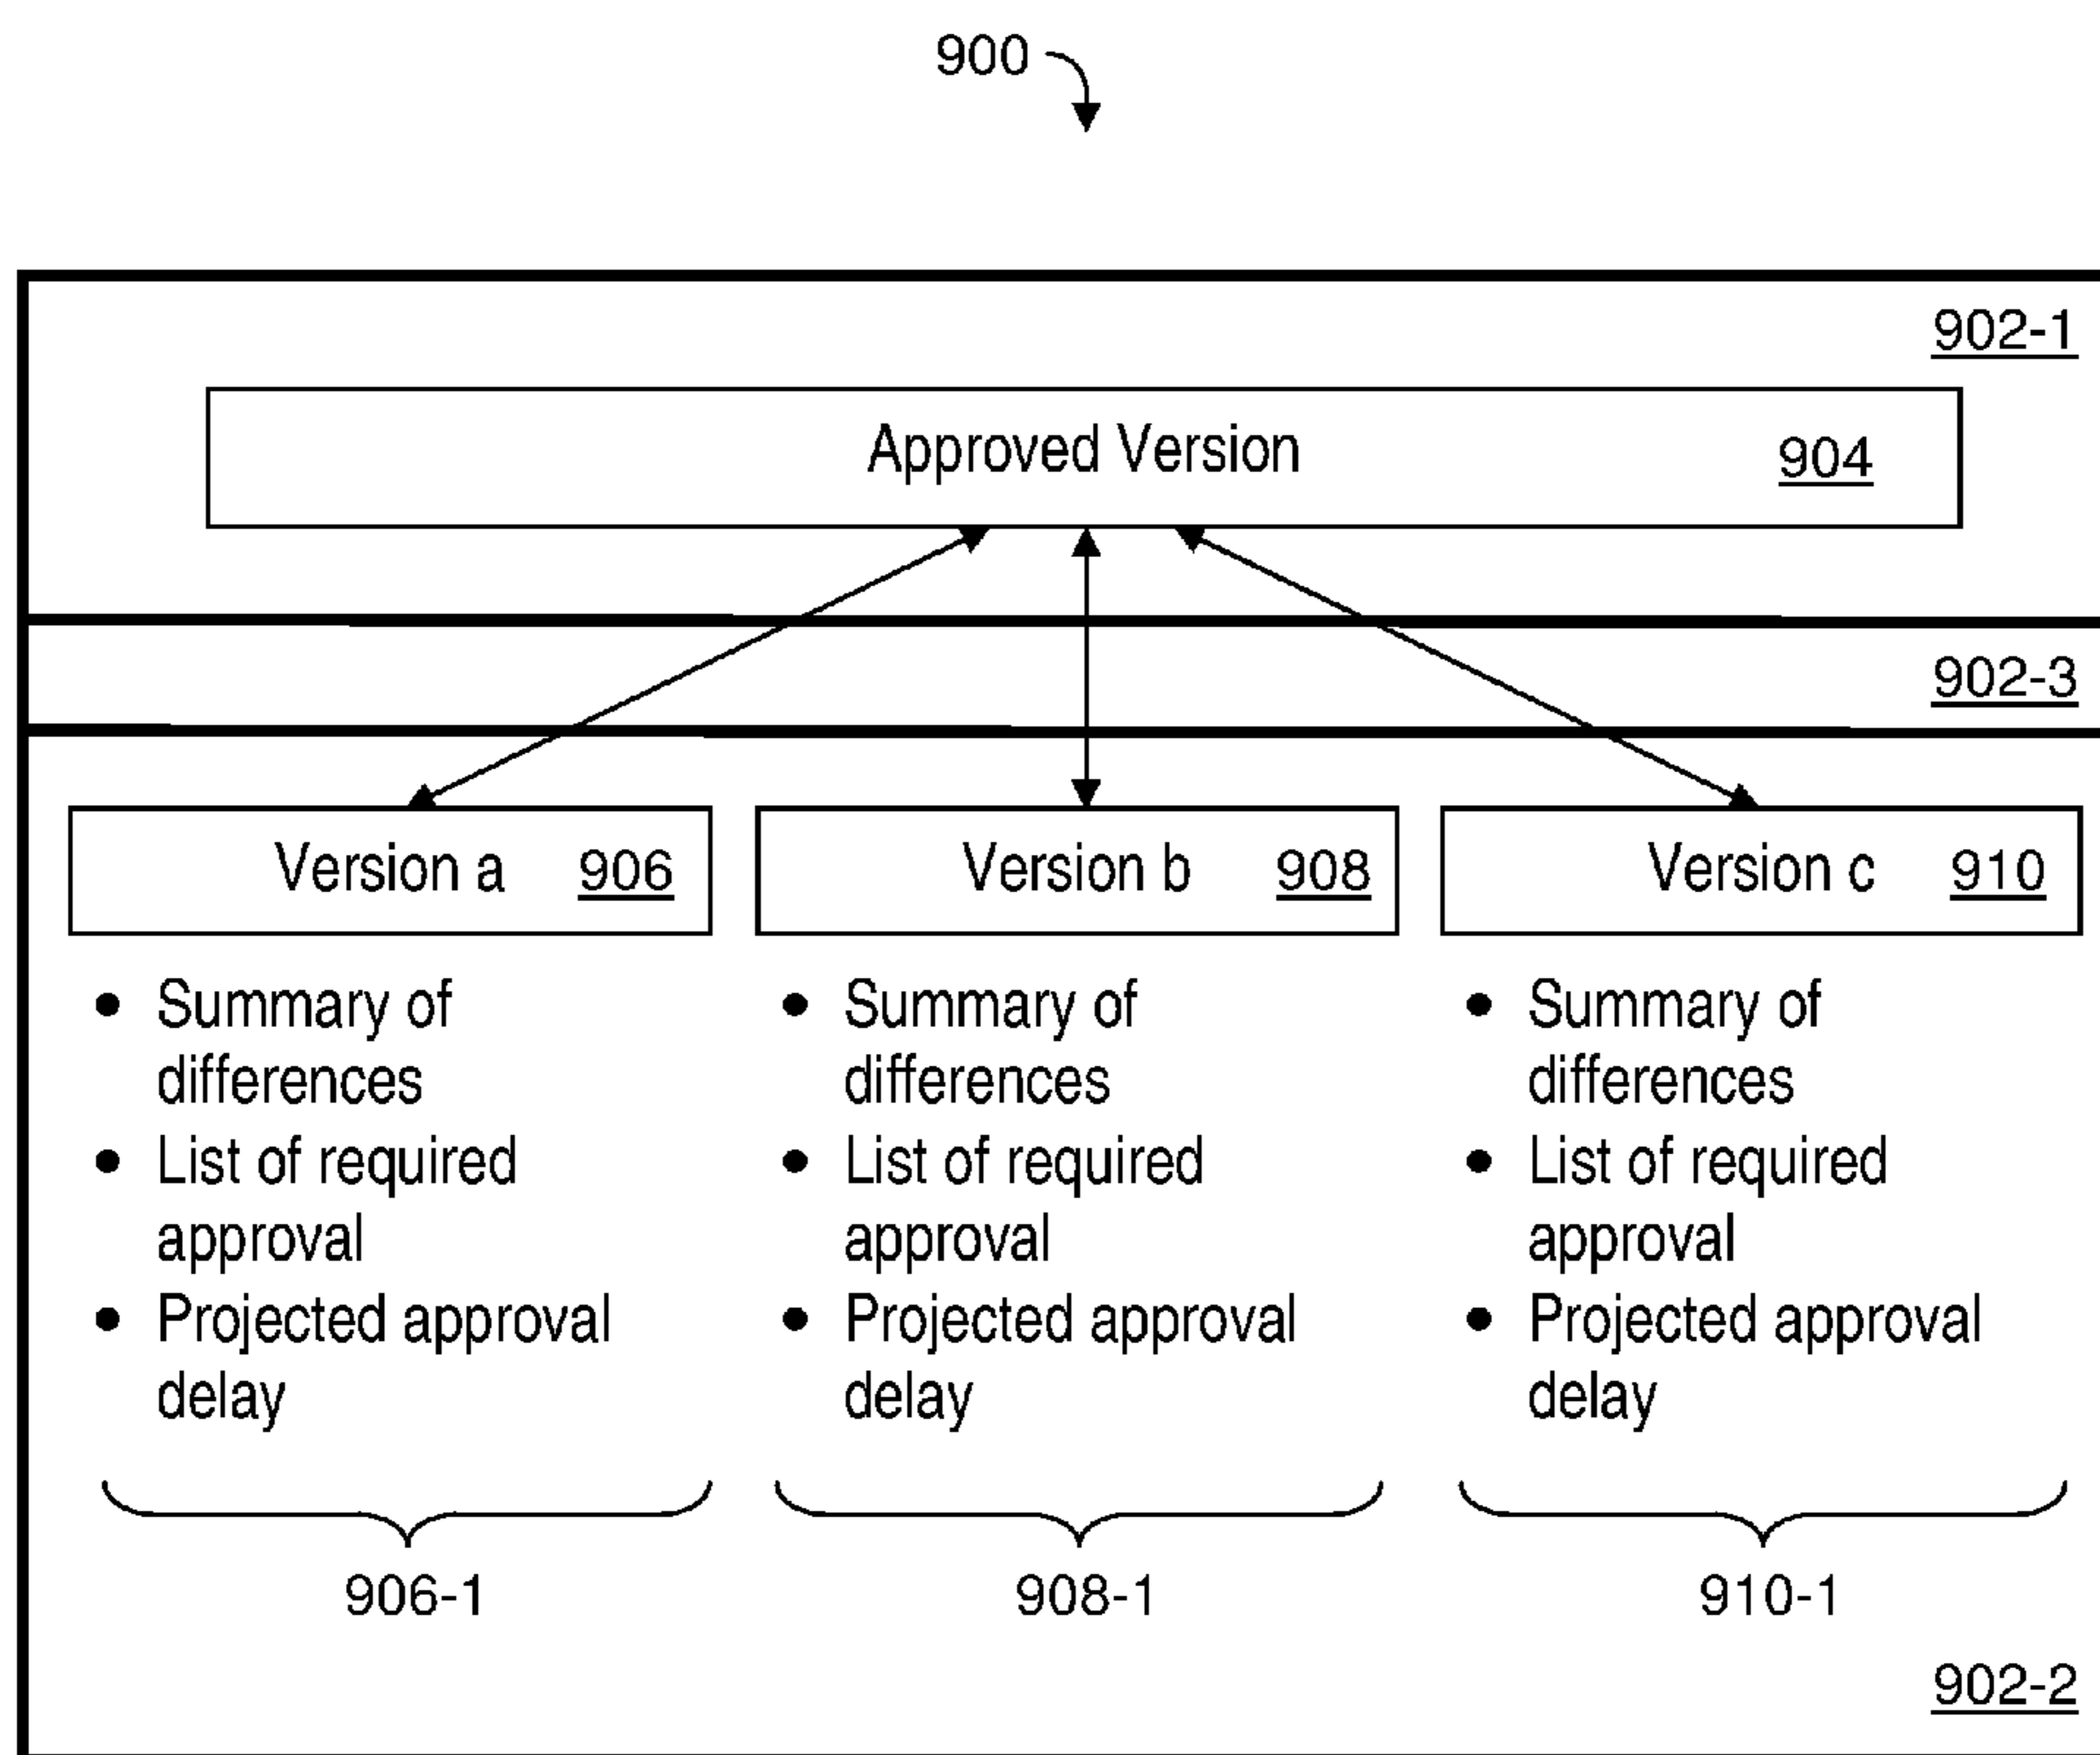 900
902-1
Approved Version 904
902-3
Version a 906
Version b 908
Version c 910
• Summary of
differences
• List of required
approval
• Projected approval
delay
• Summary of
differences
• List of required
approval
• Projected approval
delay
• Summary of
differences
• List of required
approval
• Projected approval
delay
906-1
908-1
910-1
902-2